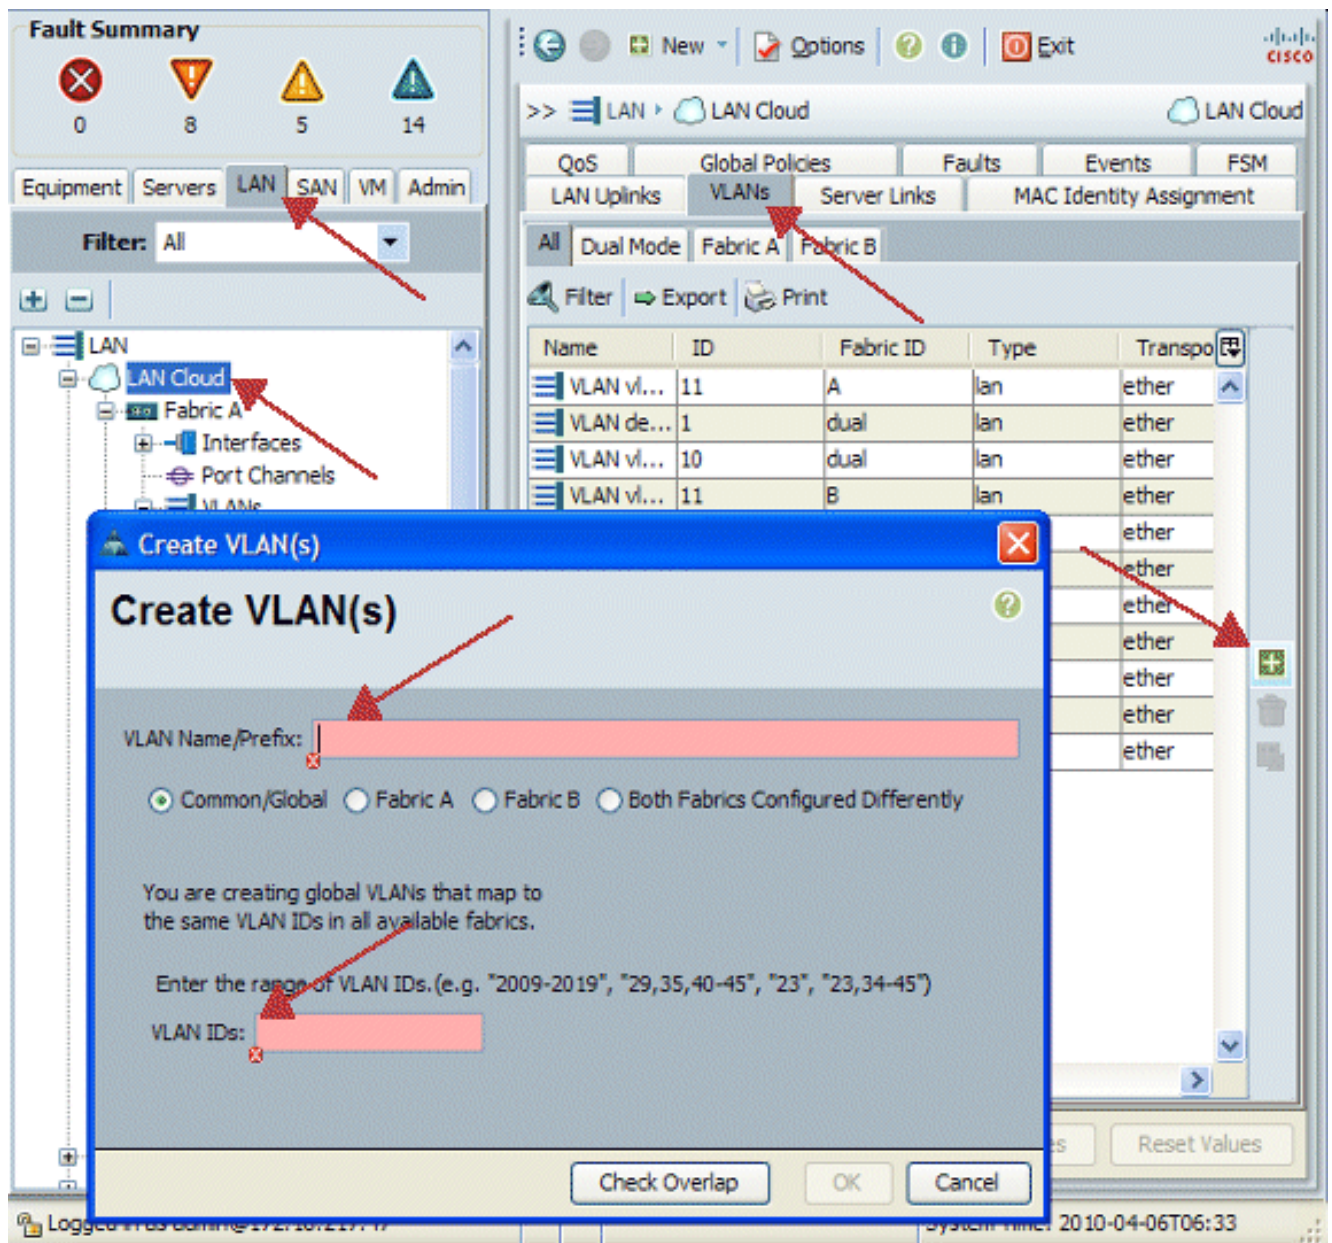 Fault Summary
0 8 5 14
Equipment Servers LAN SAN VM Admin
Filter: All
LAN
LAN Cloud
Fabric A
Interfaces
Port Channels
VLANs
New Options Exit
CISCO
>> LAN LAN Cloud LAN Cloud
QoS Global Policies Faults Events FSM
LAN Uplinks VLANs Server Links MAC Identity Assignment
All Dual Mode Fabric A Fabric B
Filter Export Print
Name ID Fabric ID Type Transpo
VLAN vl... 11 A lan ether
VLAN de... 1 dual lan ether
VLAN vl... 10 dual lan ether
VLAN vl... 11 B lan ether
ether
ether
ether
ether
ether
ether
ether
Create VLAN(s)
Create VLAN(s)
VLAN Name/Prefix:
Common/Global Fabric A Fabric B Both Fabrics Configured Differently
You are creating global VLANs that map to
the same VLAN IDs in all available fabrics.
Enter the range of VLAN IDs.(e.g. "2009-2019", "29,35,40-45", "23", "23,34-45")
VLAN IDs:
Check Overlap OK Cancel
Reset Values
Logged in as System Time: 2010-04-06T06:33